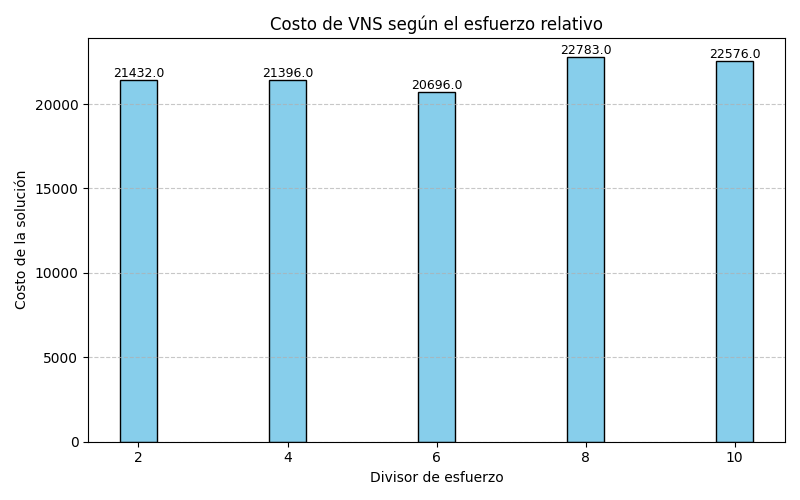 Costo de VNS según el esfuerzo relativo
Costo de la solución
20000
15000
10000
5000
0
21432.0
21396.0
20696.0
22783.0
22576.0
2 4 6 8 10
Divisor de esfuerzo